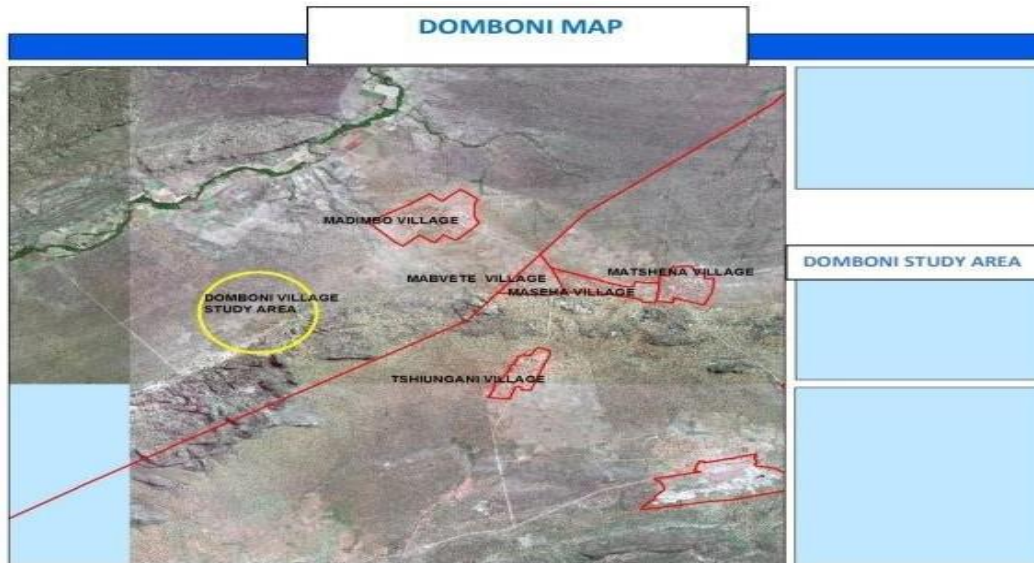 DOMBONI MAP
MADIMBO VILLAGE
MABVETE VILLAGE
MATSHENA VILLAGE
MASEHA VILLAGE
DOMBONI VILLAGE
STUDY AREA
TSHIUNGANI VILLAGE
DOMBONI STUDY AREA